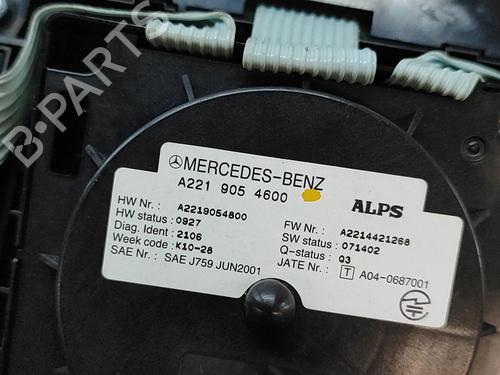 B-PARTS
MERCEDES-BENZ
A221 905 4600
ALPS
HW Nr. : A2219054800
HW status : 0927
Diag. Ident : 2106
Week code : K10-28
SAE Nr. : SAE J759 JUN2001
FW Nr. : A2214421268
SW status : 071402
Q-status : Q3
JATE Nr. : T A04-0687001